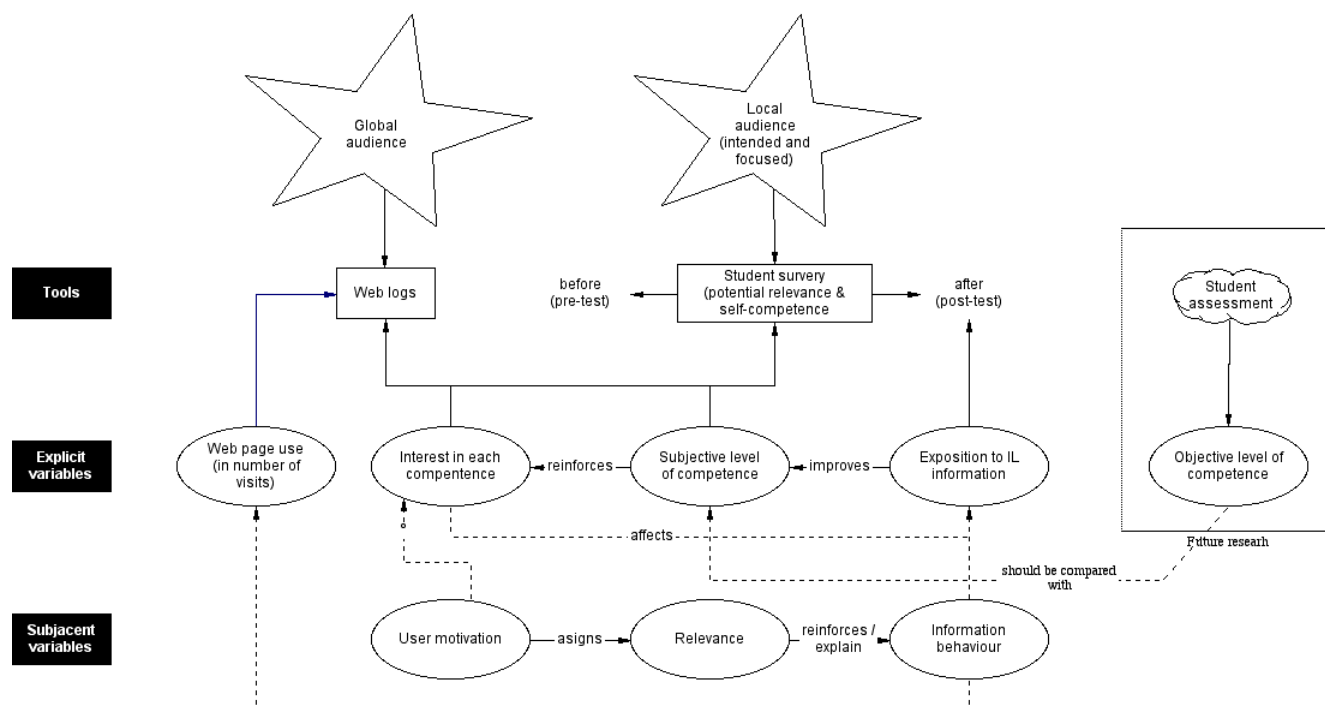 Global
audience
Local
audience
(intended and
focused)
Tools
Web logs
before
(pre-test)
Student survery
(potential relevance &
self-competence
after
(post-test)
Student
assessment
Explicit
variables
Web page use
(in number of
visits)
Interest in each
compentence
reinforces
Subjective level
of competence
improves
Exposition to IL
information
Objective level of
competence
affects
Future researh
should be compared
with
Subjacent
variables
User motivation
asigns
Relevance
reinforces /
explain
Information
behaviour